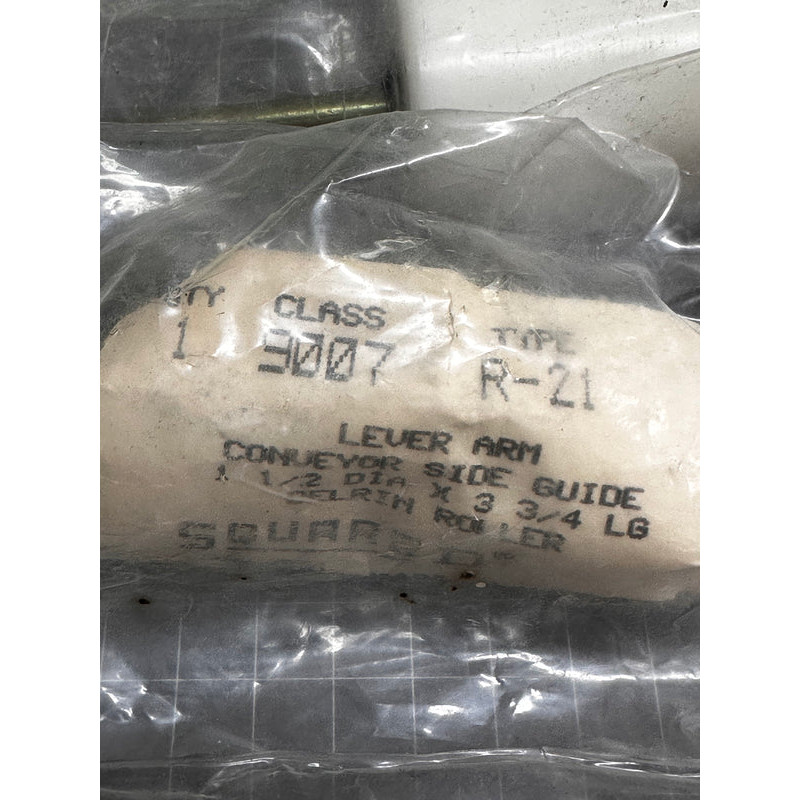 QTY CLASS TYPE
1 9007 R-21
LEVER ARM
CONVEYOR SIDE GUIDE
1 1/2 DIA X 3 3/4 LG
DELRIN ROLLER
SQUARE D